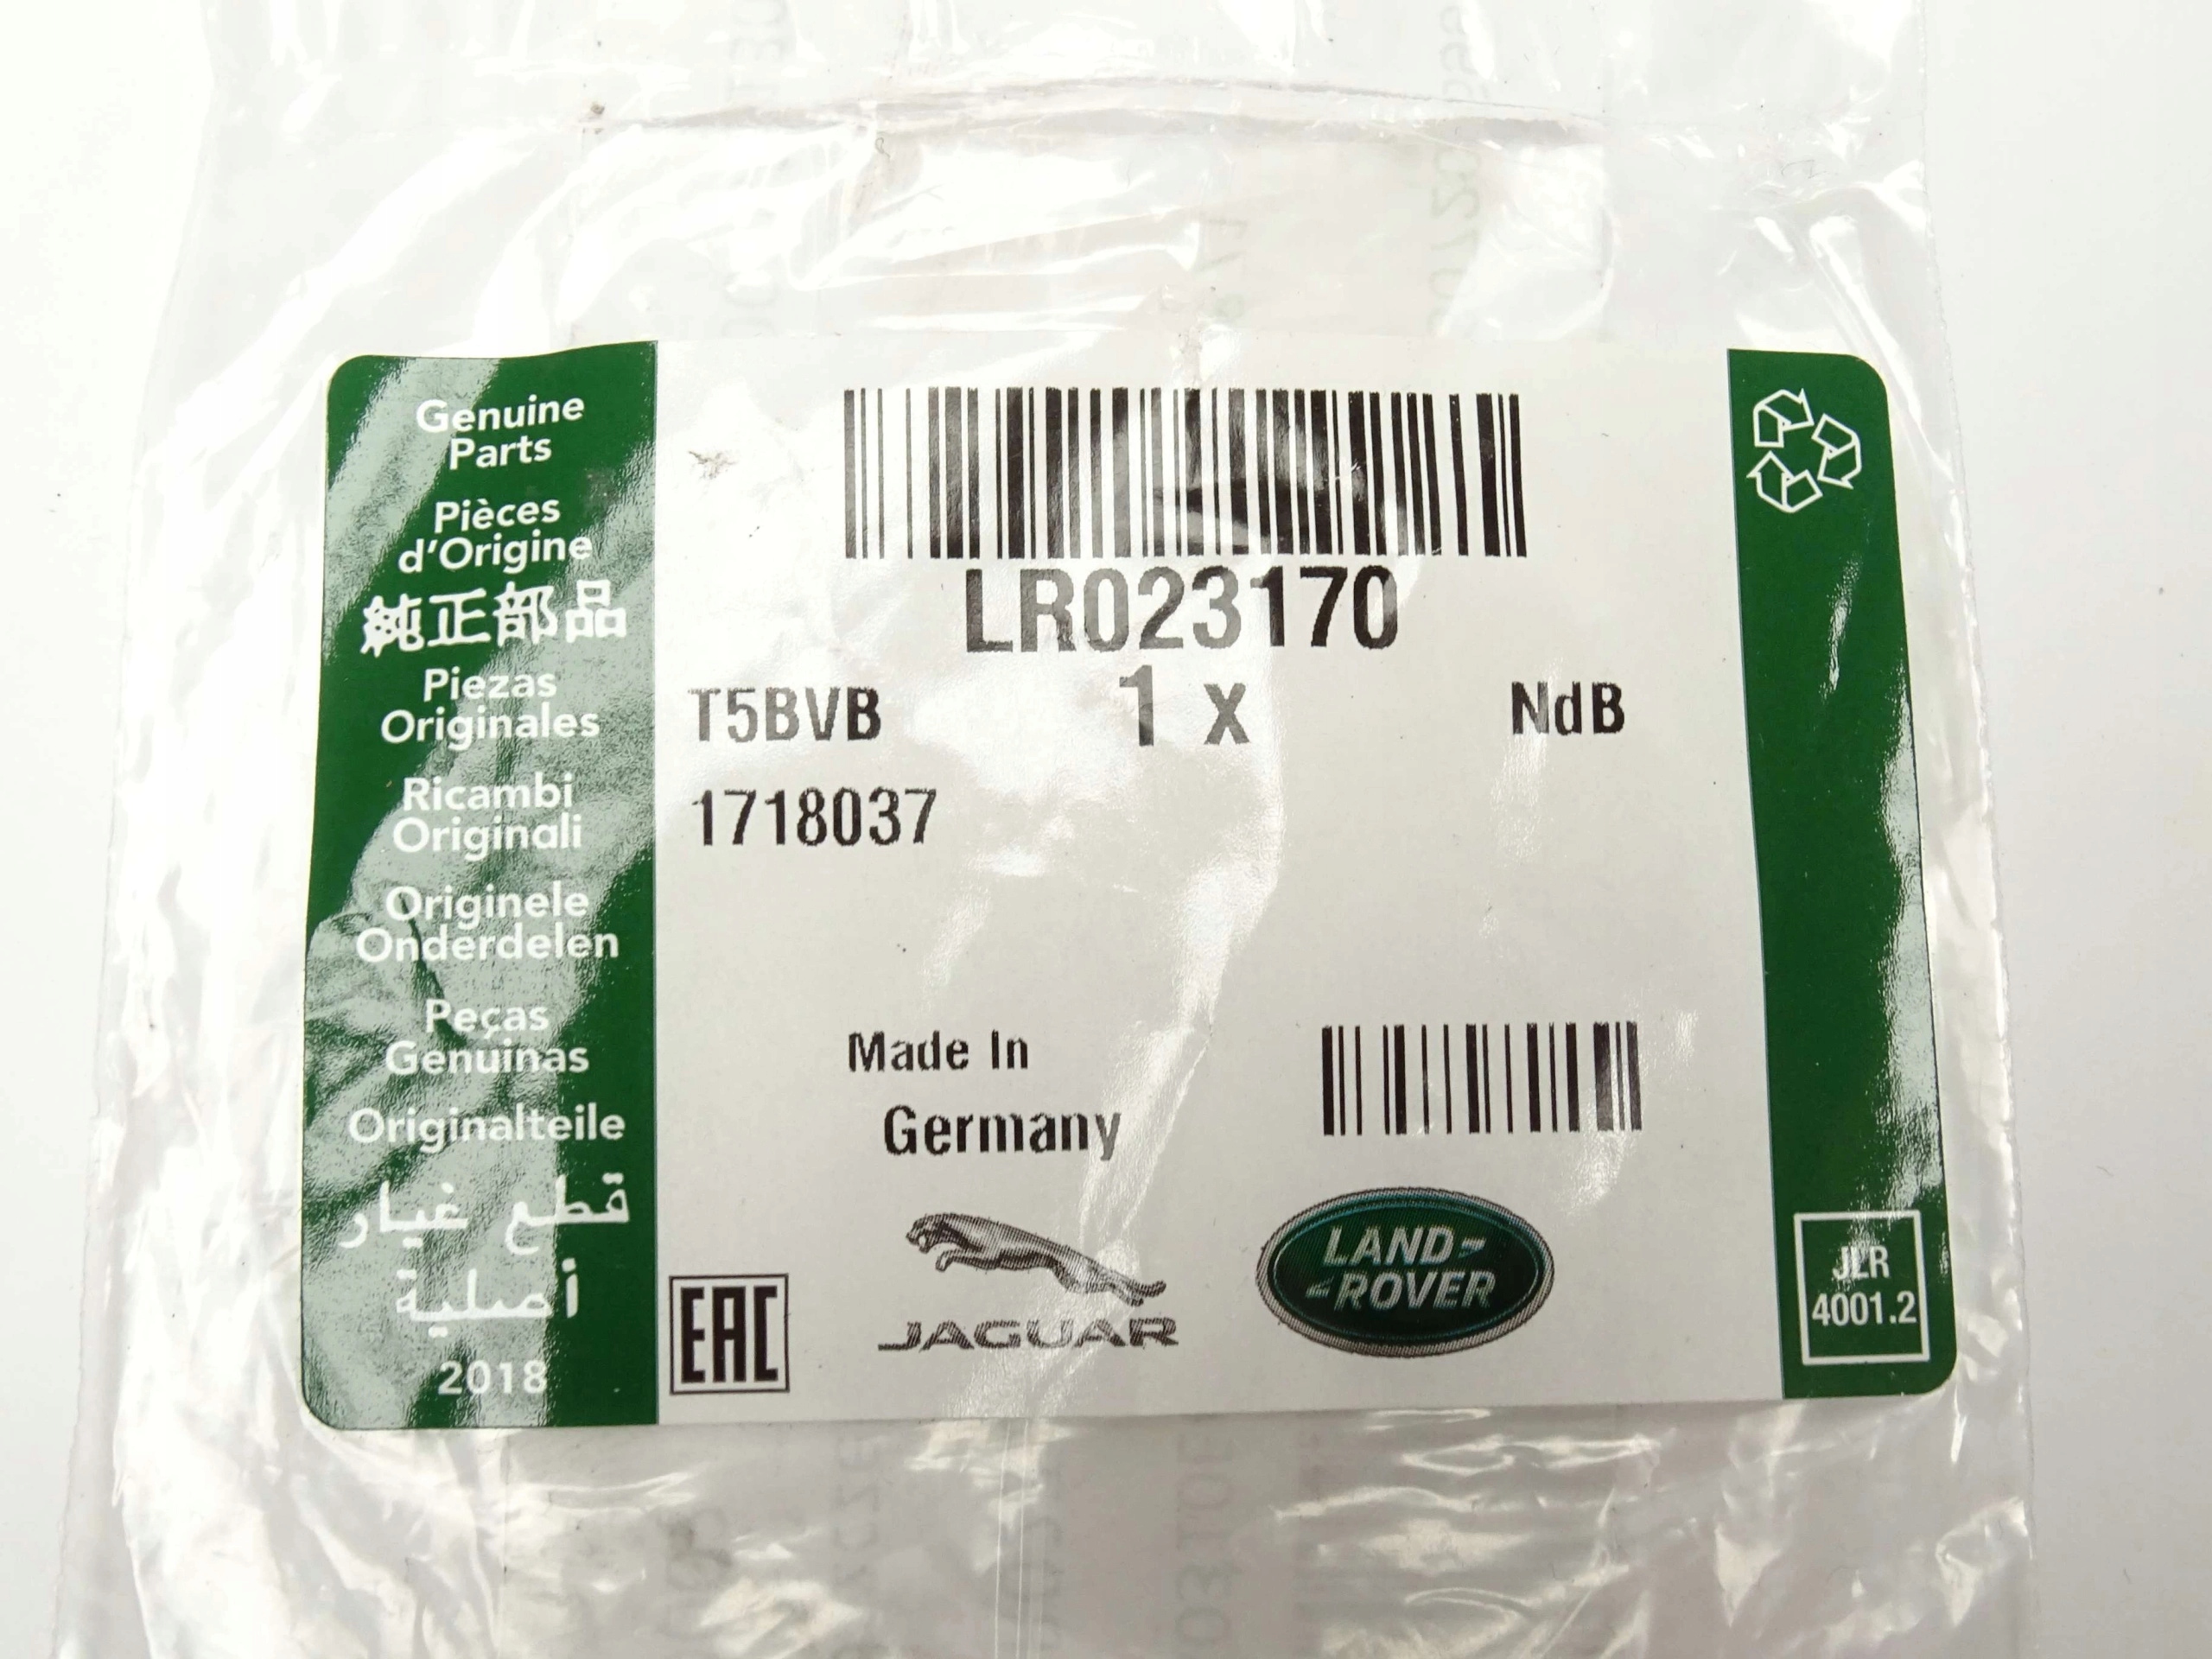 Genuine
Parts
Pièces
d'Origine
純正部品
Piezas
Originales
Ricambi
Originali
Originele
Onderdelen
Peças
Genuinas
Originalteile
قطع غيار
أصلية
2018
LR023170
T5BVB 1 x NdB
1718037
Made In
Germany
EAC
JAGUAR
LAND-
-ROVER
JLR
4001.2